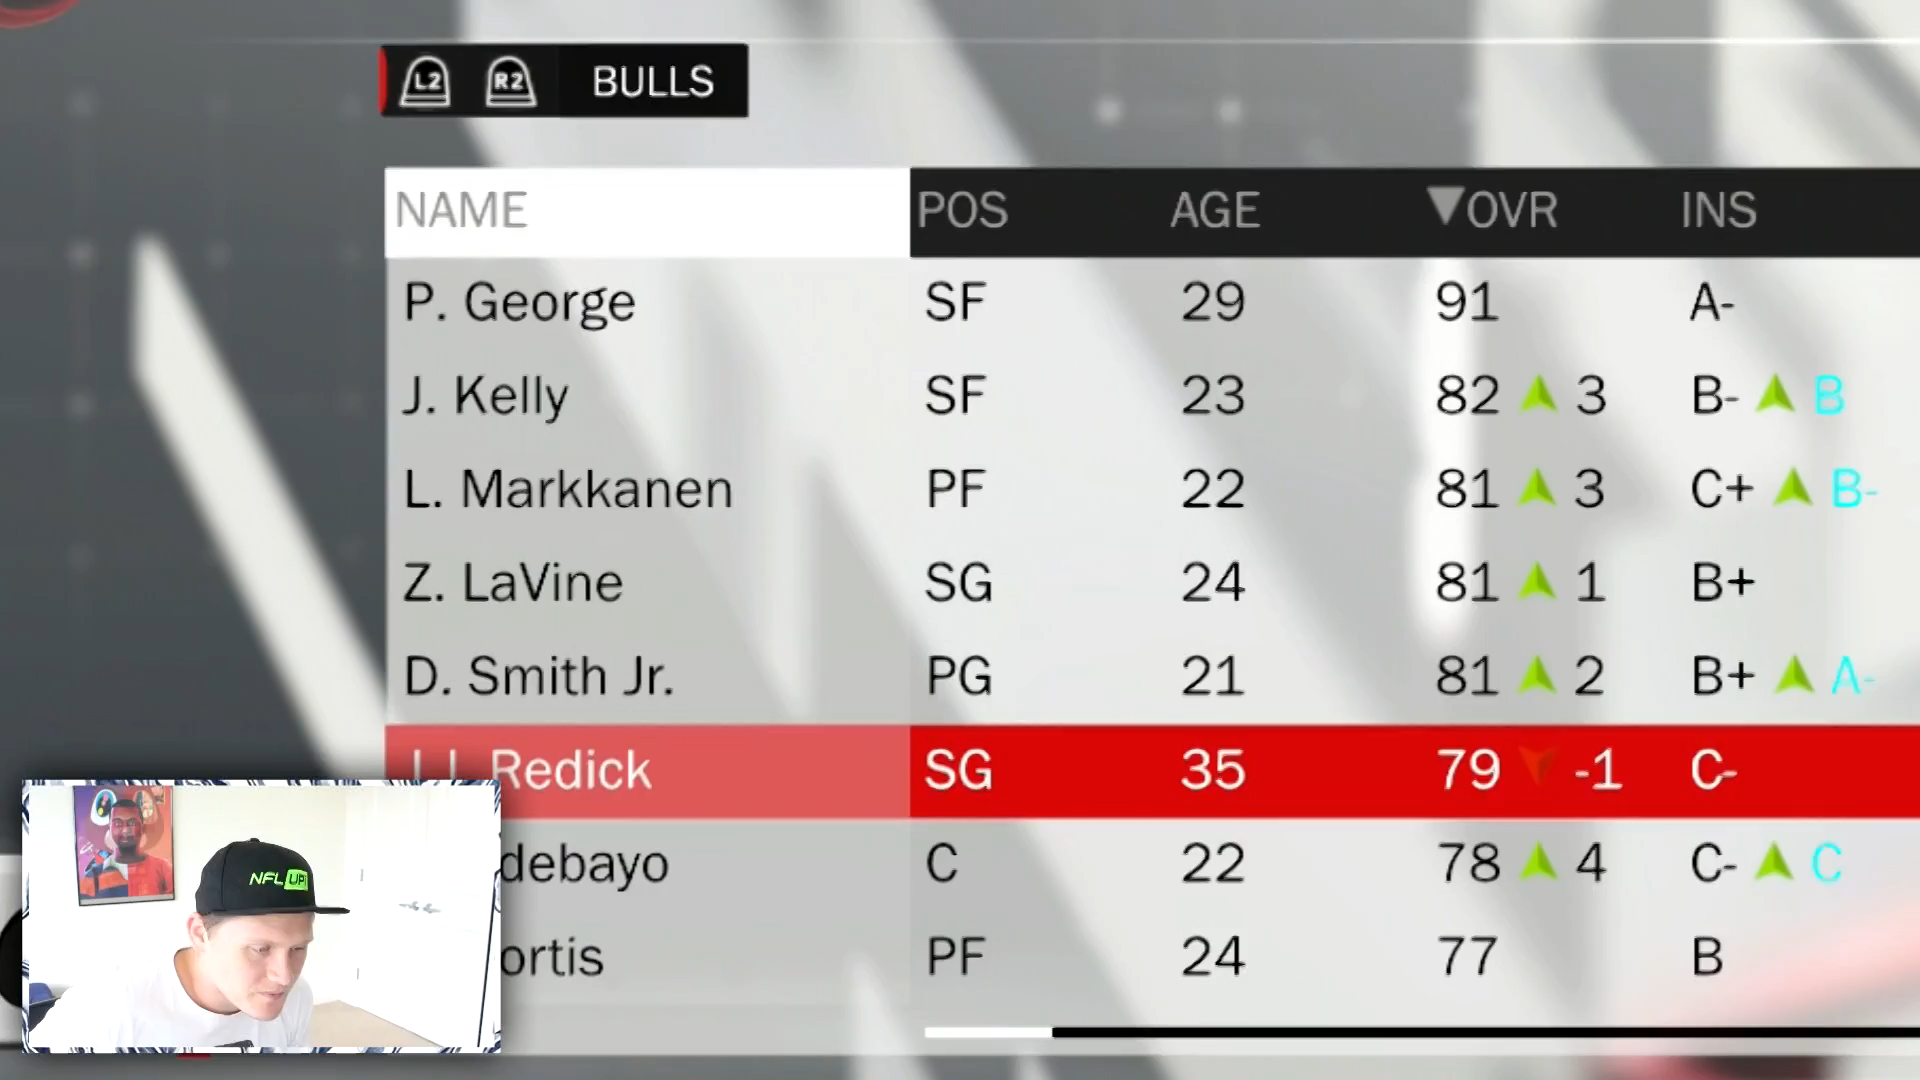 L2 R2 BULLS
NAME POS AGE ▼OVR INS
P. George SF 29 91 A-
J. Kelly SF 23 82 ▲ 3 B- ▲ B
L. Markkanen PF 22 81 ▲ 3 C+ ▲ B-
Z. LaVine SG 24 81 ▲ 1 B+
D. Smith Jr. PG 21 81 ▲ 2 B+ ▲ A-
Redick SG 35 79 ▼ -1 C-
debayo C 22 78 ▲ 4 C- ▲ C
ortis PF 24 77 B
NFL UP!